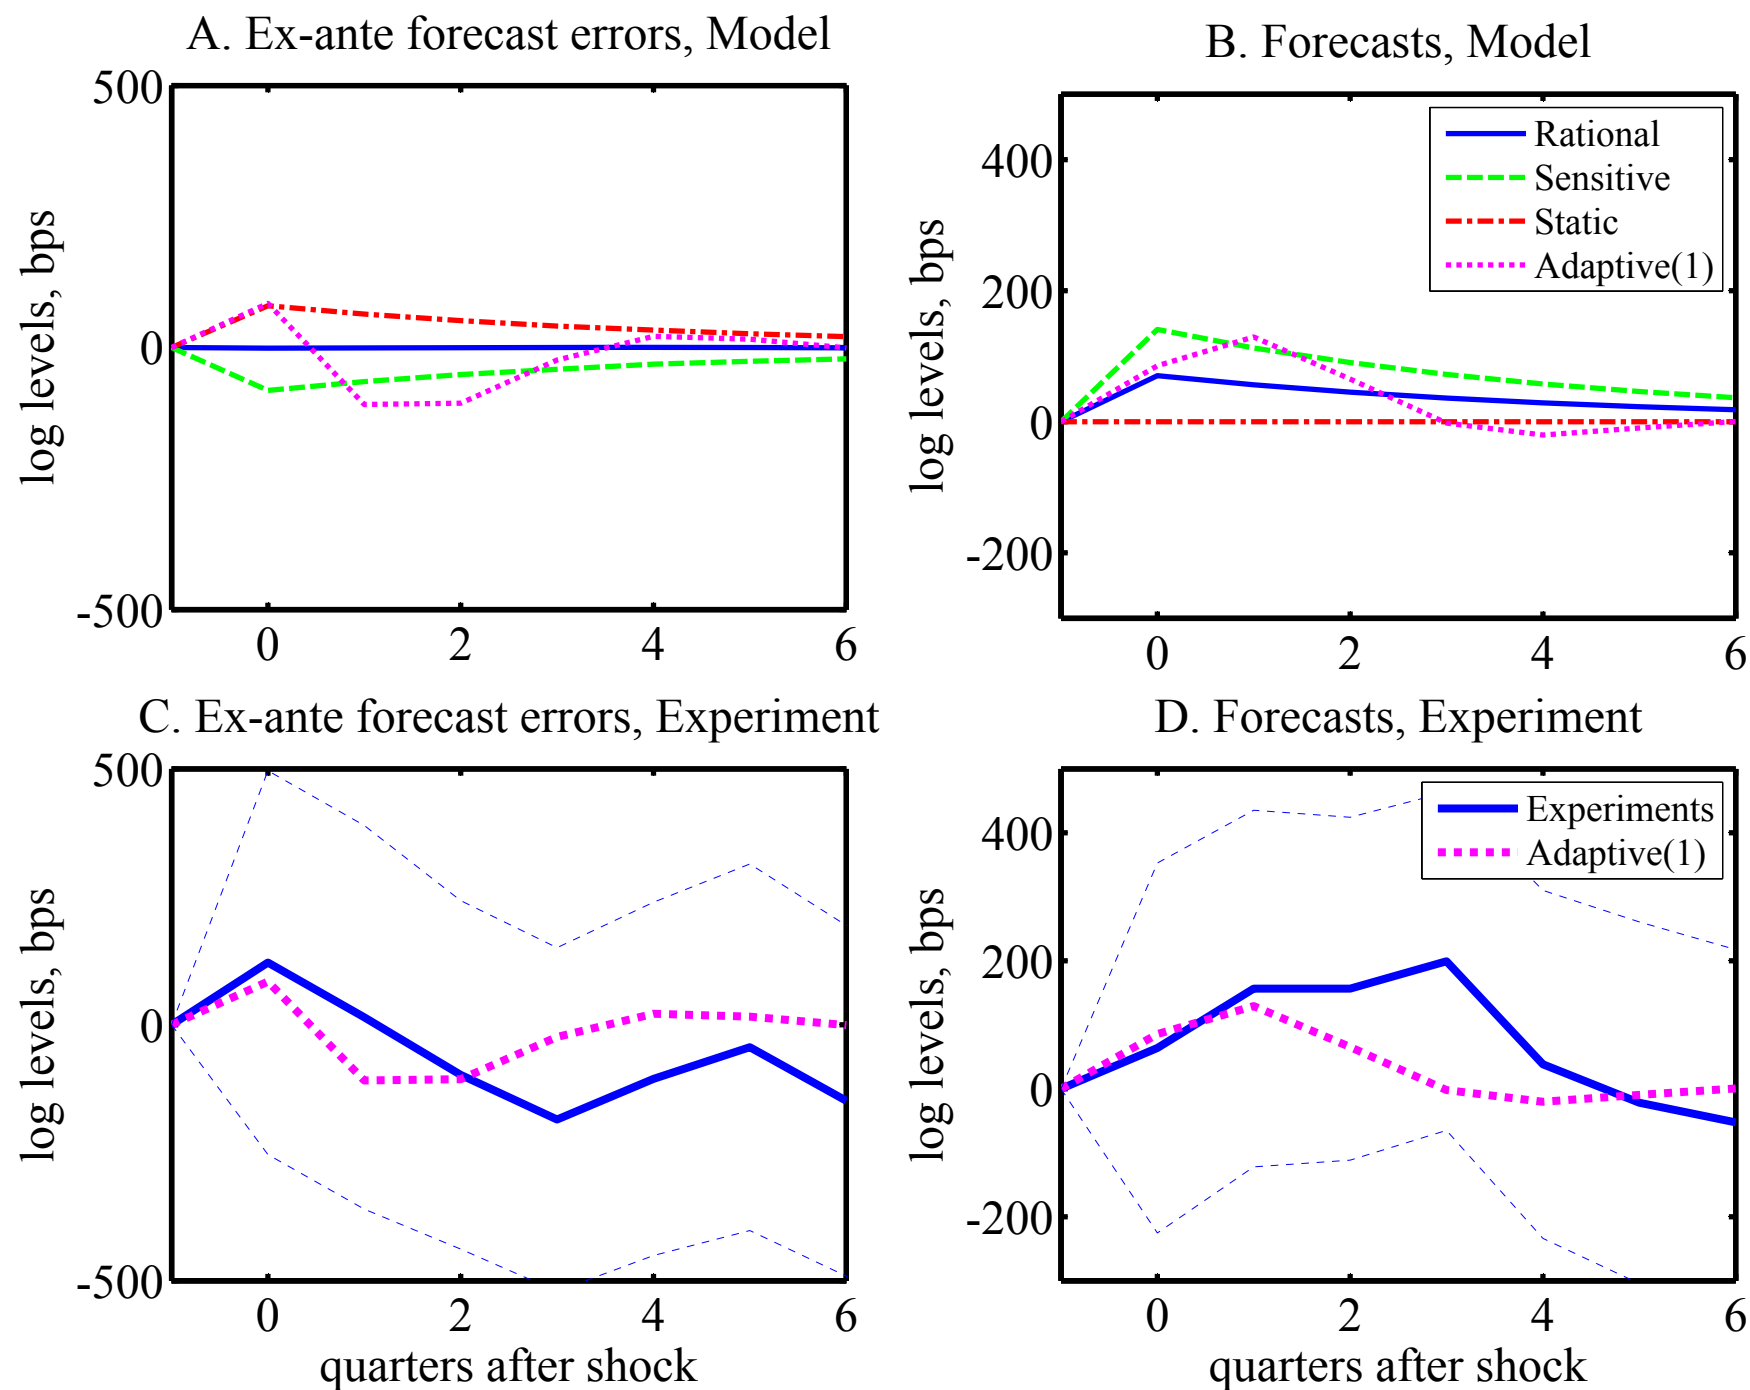 A. Ex-ante forecast errors, Model
500
0
-500
log levels, bps
0 2 4 6
B. Forecasts, Model
400
200
0
-200
log levels, bps
0 2 4 6
Rational
Sensitive
Static
Adaptive(1)
C. Ex-ante forecast errors, Experiment
500
0
-500
log levels, bps
0 2 4 6
quarters after shock
D. Forecasts, Experiment
400
200
0
-200
log levels, bps
0 2 4 6
quarters after shock
Experiments
Adaptive(1)